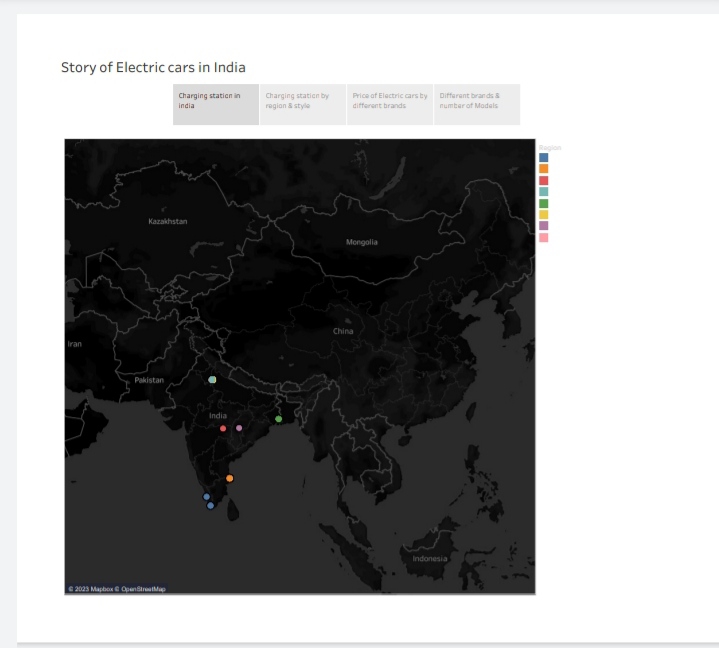 Story of Electric cars in India
Charging station in
india
Charging station by
region & style
Price of Electric cars by
different brands
Different brands &
number of Models
Region
Kazakhstan
Mongolia
China
Iran
Pakistan
India
Indonesia
© 2023 Mapbox © OpenStreetMap